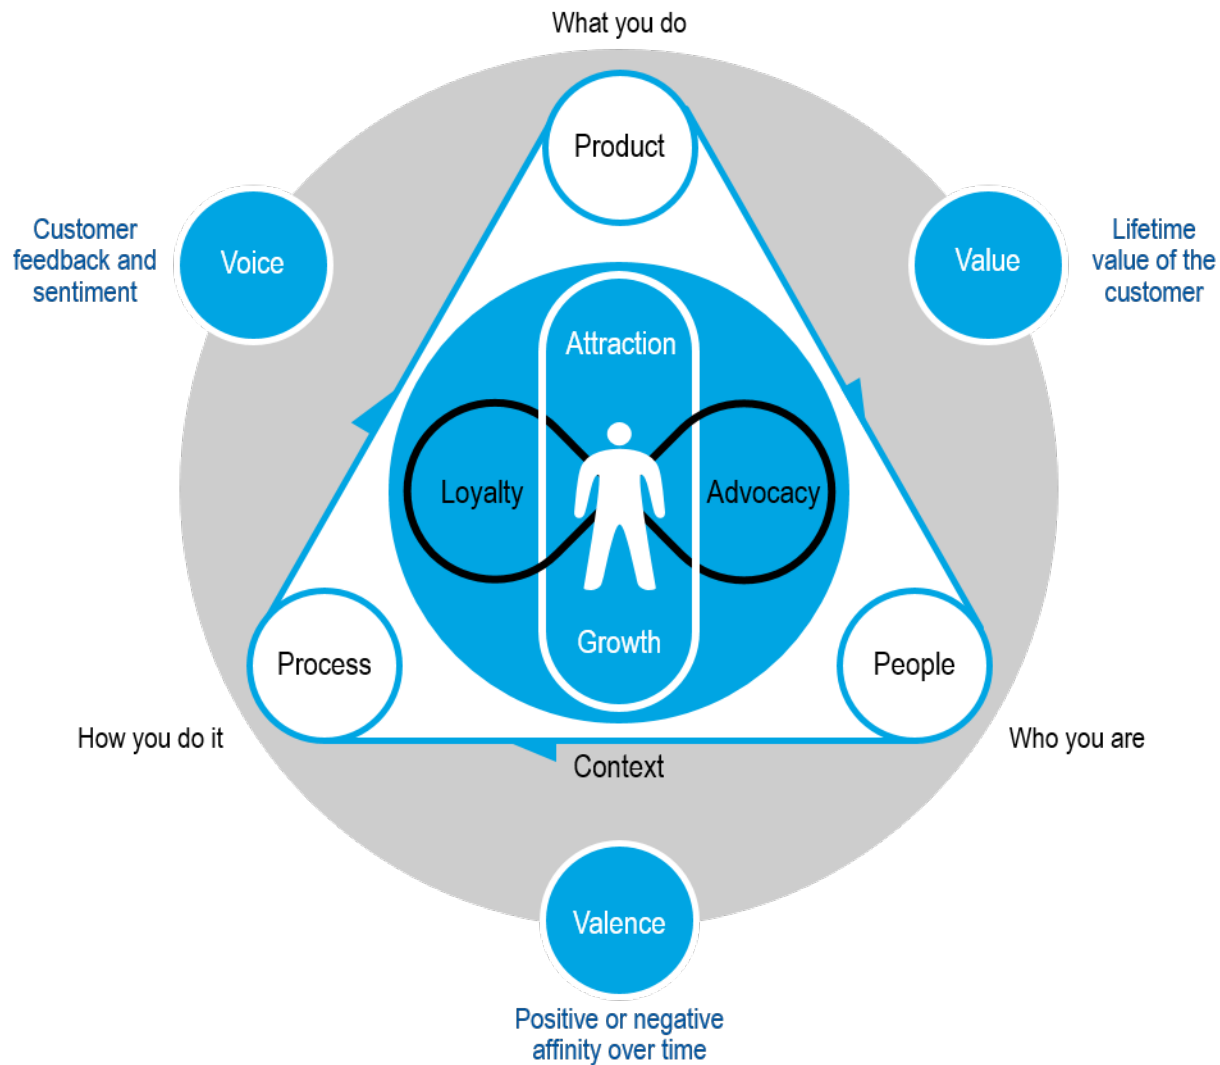 What you do
Product
Customer
feedback and
sentiment
Voice
Value
Lifetime
value of the
customer
Attraction
Loyalty
Advocacy
Growth
Process
People
How you do it
Who you are
Context
Valence
Positive or negative
affinity over time